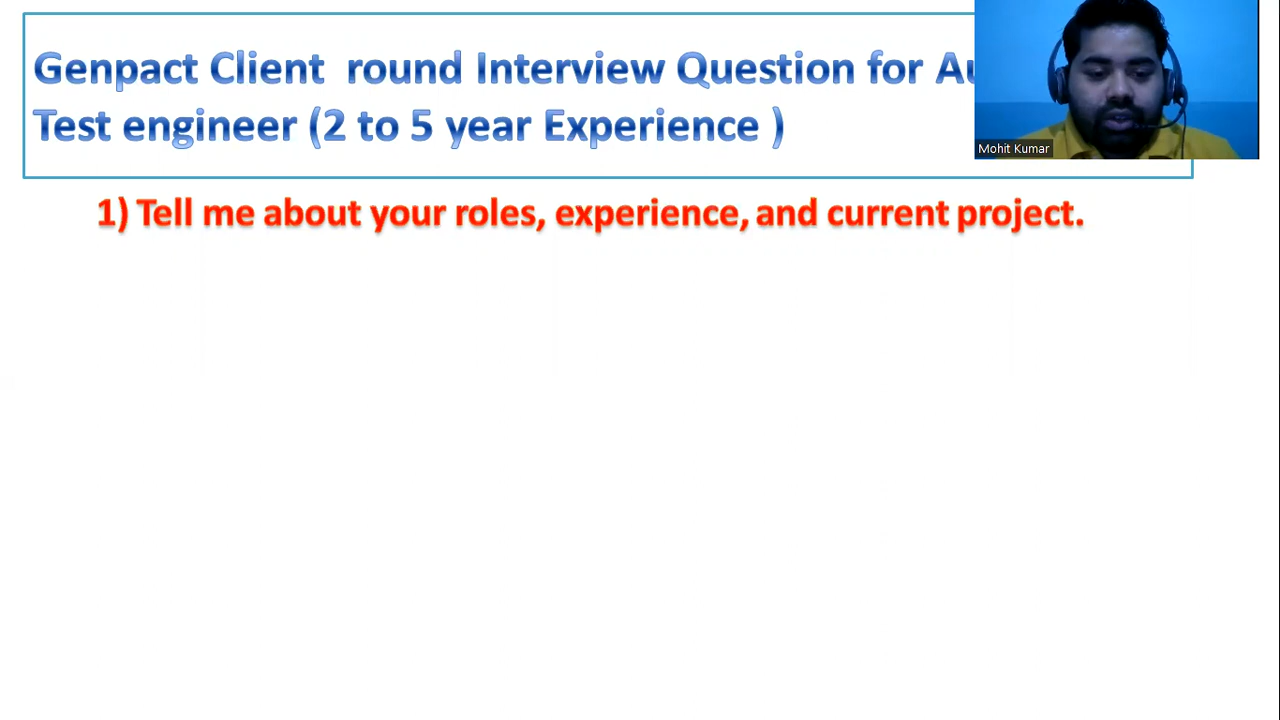 Genpact Client round Interview Question for
Test engineer (2 to 5 year Experience )
Mohit Kumar
1) Tell me about your roles, experience, and current project.